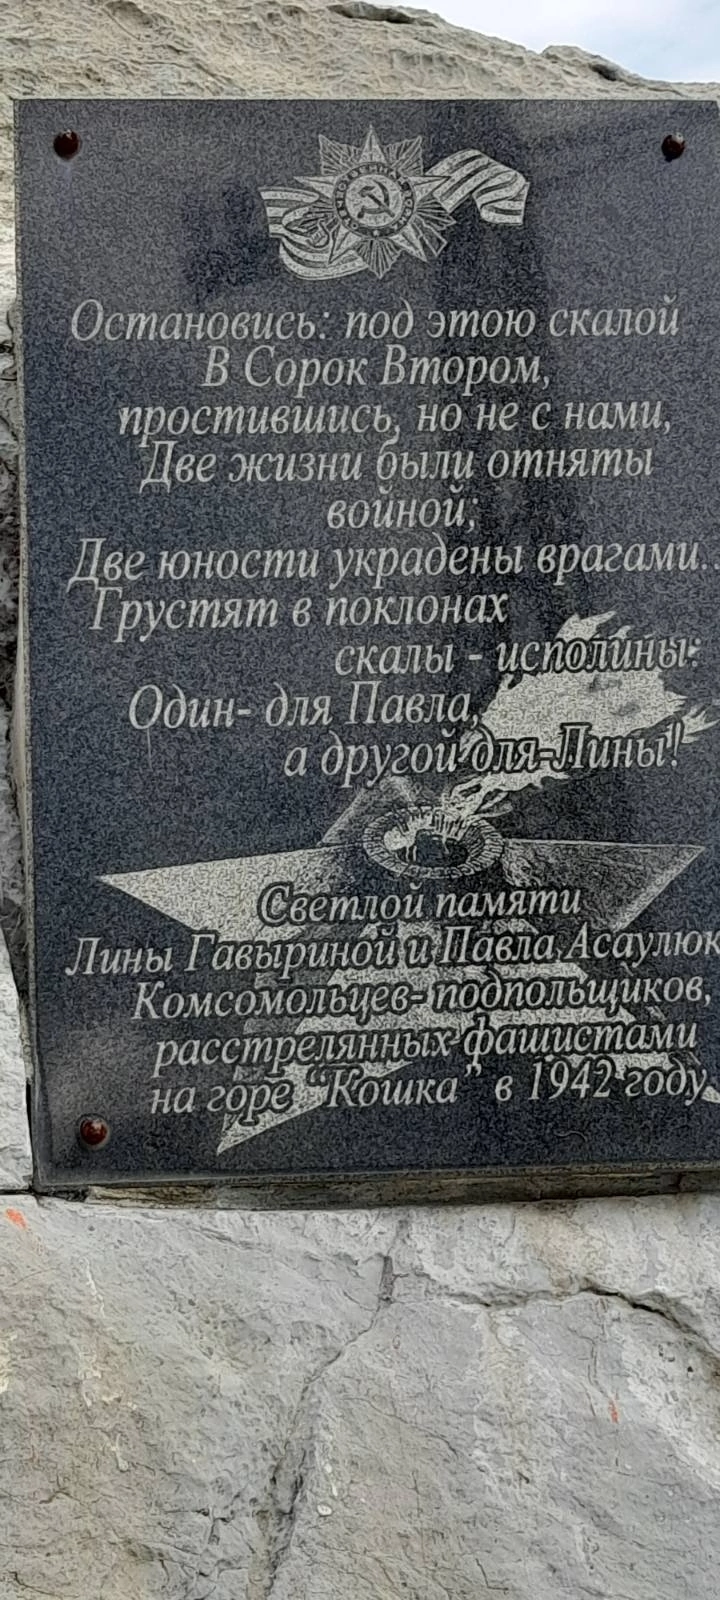 Остановись: под этою скалой
В Сорок Втором,
простившись, но не с нами,
Две жизни были отняты
войной;
Две юности украдены врагами..
Грустят в поклонах
скалы - исполины:
Один- для Павла,
а другой для-Лины!
Светлой памяти
Лины Гавыриной и Павла Асаулюк
Комсомольцев- подпольщиков,
расстрелянных фашистами
на горе “Кошка” в 1942 году